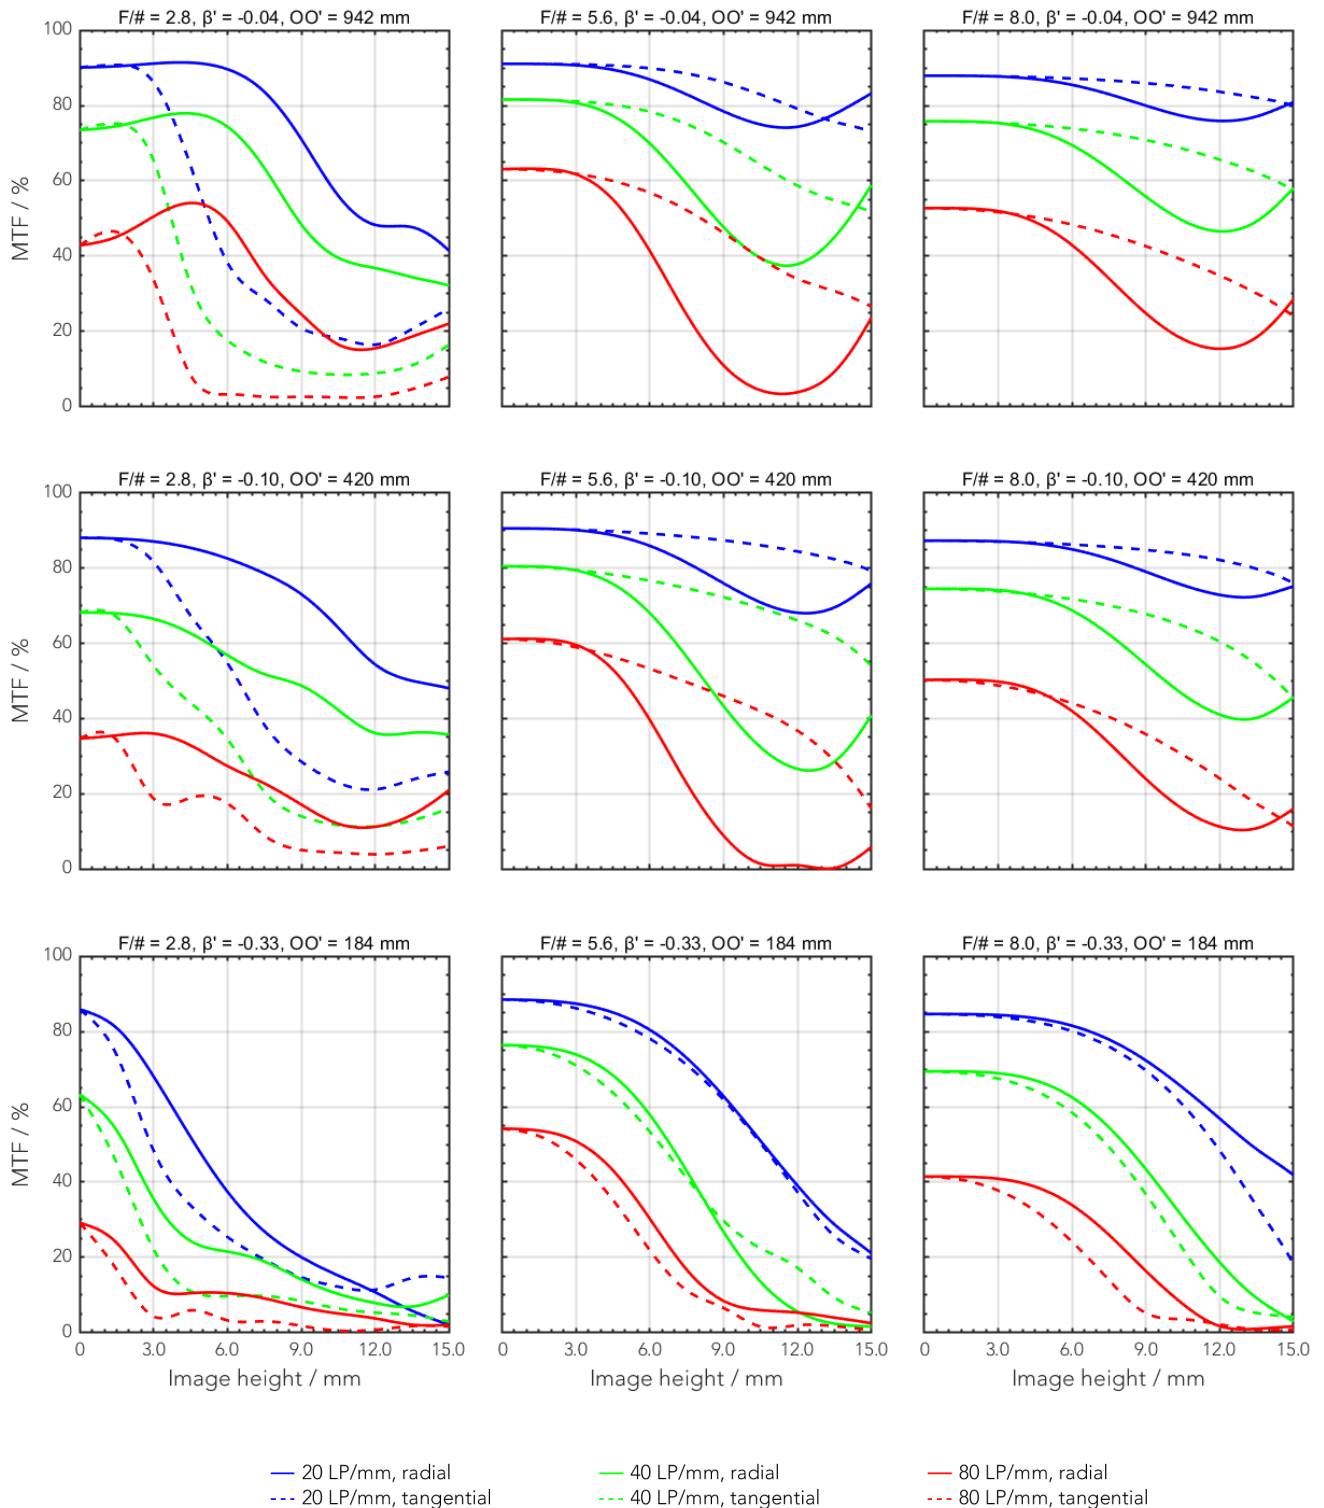 F/# = 2.8, β' = -0.04, OO' = 942 mm
F/# = 5.6, β' = -0.04, OO' = 942 mm
F/# = 8.0, β' = -0.04, OO' = 942 mm
100
80
60
40
20
0
MTF / %
F/# = 2.8, β' = -0.10, OO' = 420 mm
F/# = 5.6, β' = -0.10, OO' = 420 mm
F/# = 8.0, β' = -0.10, OO' = 420 mm
100
80
60
40
20
0
MTF / %
F/# = 2.8, β' = -0.33, OO' = 184 mm
F/# = 5.6, β' = -0.33, OO' = 184 mm
F/# = 8.0, β' = -0.33, OO' = 184 mm
100
80
60
40
20
0
MTF / %
0 3.0 6.0 9.0 12.0 15.0
0 3.0 6.0 9.0 12.0 15.0
0 3.0 6.0 9.0 12.0 15.0
Image height / mm
Image height / mm
Image height / mm
20 LP/mm, radial
40 LP/mm, radial
80 LP/mm, radial
20 LP/mm, tangential
40 LP/mm, tangential
80 LP/mm, tangential